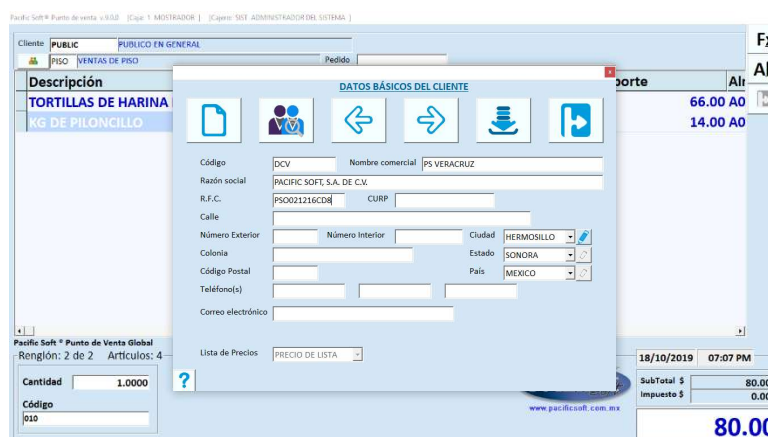 Pacific Soft ® Punto de venta v.9.0.0 [Caja: 1 MOSTRADOR ] [Cajero: SIST ADMINISTRADOR DEL SISTEMA ]
Cliente PUBLIC PUBLICO EN GENERAL
PISO VENTAS DE PISO Pedido
Descripción
TORTILLAS DE HARINA 66.00 A0
KG DE PILONCILLO 14.00 A0
DATOS BÁSICOS DEL CLIENTE
Código DCV Nombre comercial PS VERACRUZ
Razón social PACIFIC SOFT, S.A. DE C.V.
R.F.C. PSO021216CD8 CURP
Calle
Número Exterior Número Interior Ciudad HERMOSILLO
Colonia Estado SONORA
Código Postal País MEXICO
Teléfono(s)
Correo electrónico
Lista de Precios PRECIO DE LISTA
?
Pacific Soft ® Punto de Venta Global
Renglón: 2 de 2 Artículos: 4
18/10/2019 07:07 PM
Cantidad 1.0000
Código
010
www.pacificsoft.com.mx
SubTotal $ 80.00
Impuesto $ 0.00
80.00